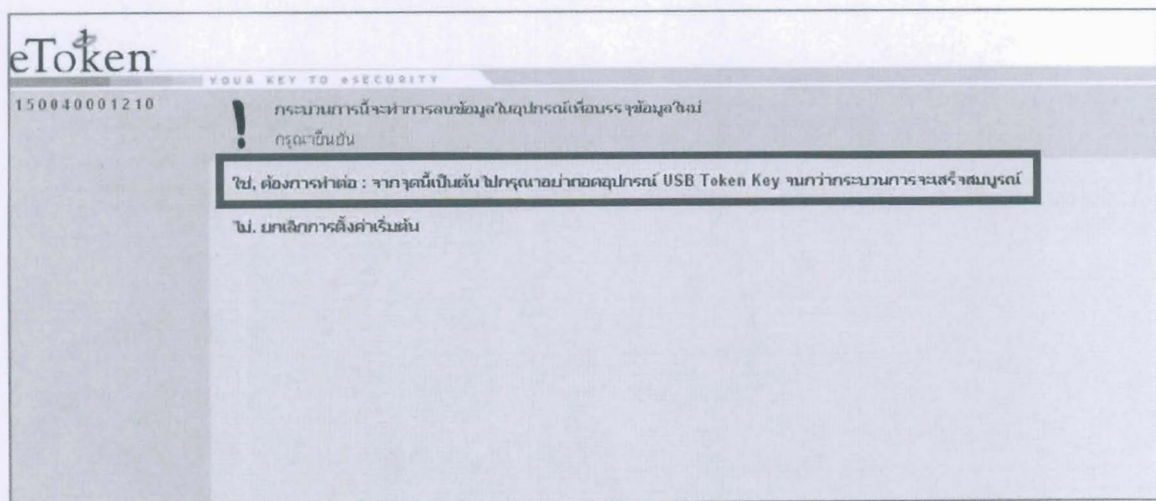 eToken
YOUR KEY TO eSECURITY
150040001210
! กระบวนการนี้จะทำการลบข้อมูลในอุปกรณ์เพื่อบรรจุข้อมูลใหม่
กรุณายืนยัน
ใช่, ต้องการทำต่อ : จากจุดนี้เป็นต้นไปกรุณาอย่าถอดอุปกรณ์ USB Token Key จนกว่ากระบวนการจะเสร็จสมบูรณ์
ไม่, ยกเลิกการตั้งค่าเริ่มต้น